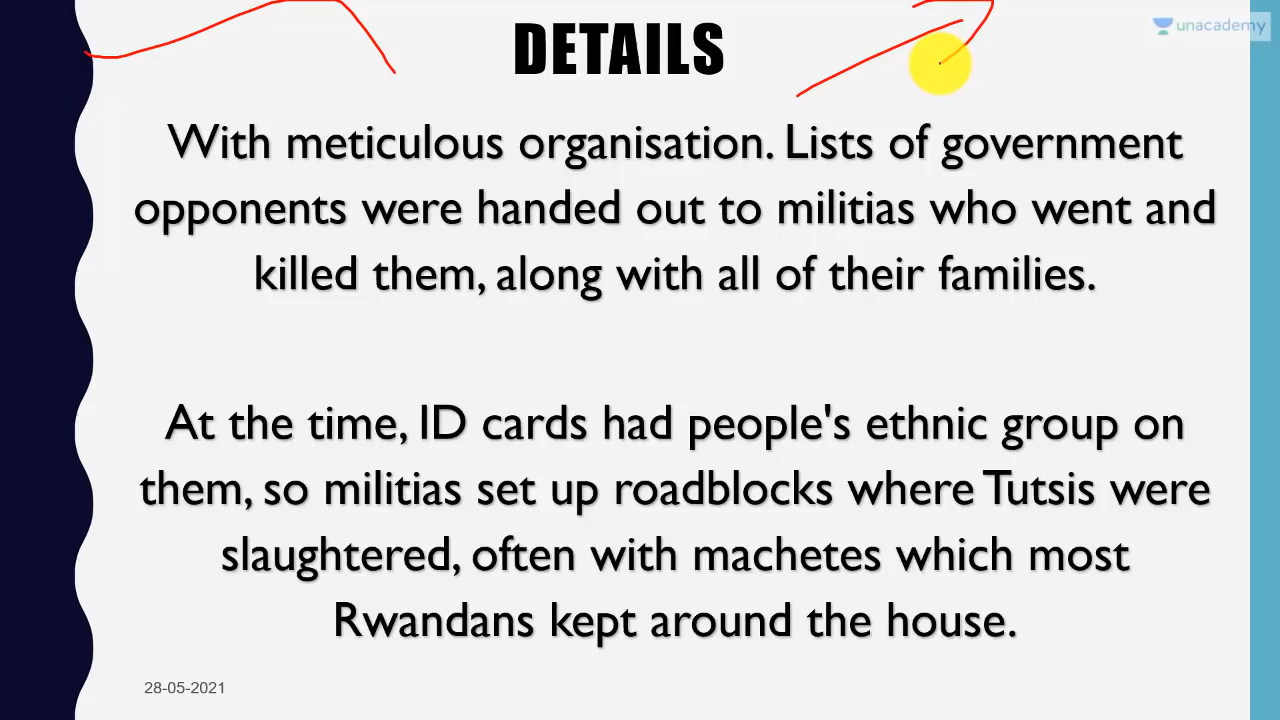 DETAILS
unacademy
With meticulous organisation. Lists of government
opponents were handed out to militias who went and
killed them, along with all of their families.
At the time, ID cards had people's ethnic group on
them, so militias set up roadblocks where Tutsis were
slaughtered, often with machetes which most
Rwandans kept around the house.
28-05-2021